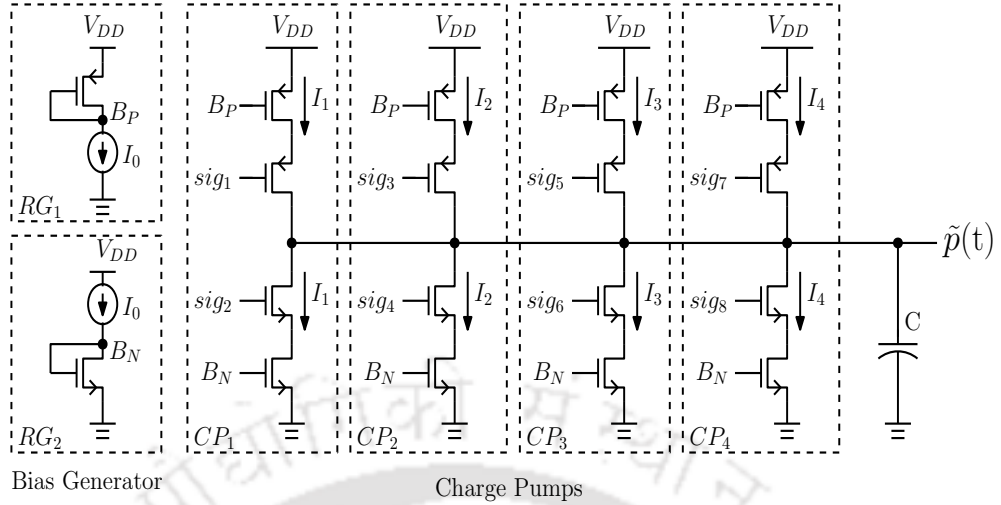 V_DD
B_P
I_0
RG_1
V_DD
I_0
B_N
RG_2
Bias Generator
V_DD
B_P
I_1
sig_1
sig_2
I_1
B_N
CP_1
V_DD
B_P
I_2
sig_3
sig_4
I_2
B_N
CP_2
V_DD
B_P
I_3
sig_5
sig_6
I_3
B_N
CP_3
V_DD
B_P
I_4
sig_7
sig_8
I_4
B_N
CP_4
Charge Pumps
p̃(t)
C